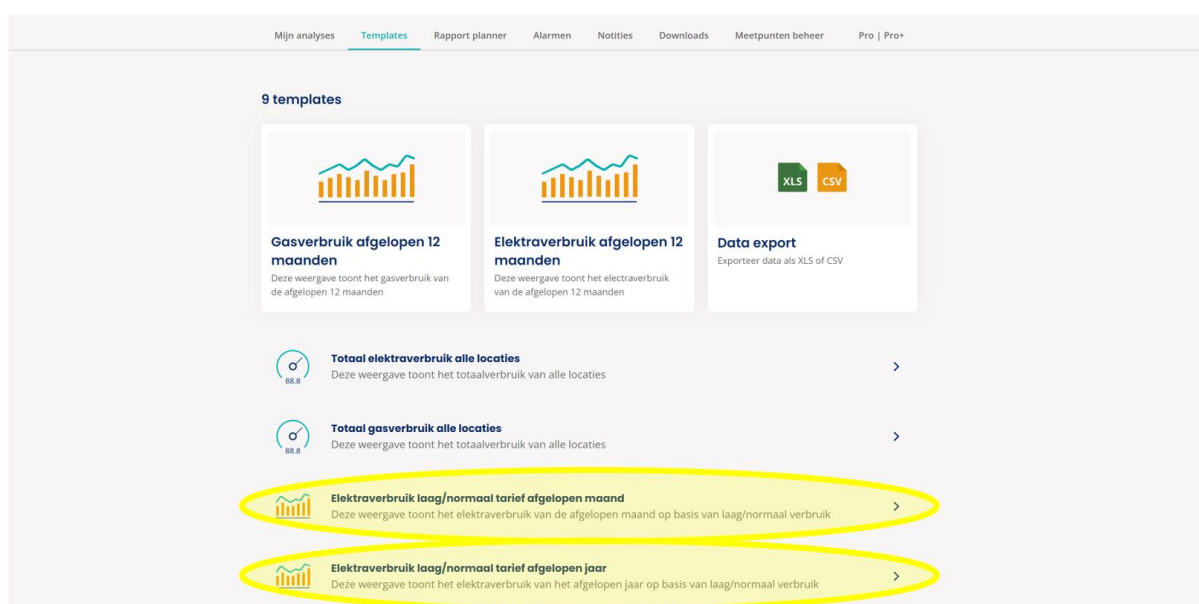 Mijn analyses Templates Rapport planner Alarmen Notities Downloads Meetpunten beheer Pro | Pro+
9 templates
Gasverbruik afgelopen 12
maanden
Deze weergave toont het gasverbruik van
de afgelopen 12 maanden
Elektraverbruik afgelopen 12
maanden
Deze weergave toont het electraverbruik
van de afgelopen 12 maanden
XLS CSV
Data export
Exporteer data als XLS of CSV
88.8
Totaal elektraverbruik alle locaties
Deze weergave toont het totaalverbruik van alle locaties
88.8
Totaal gasverbruik alle locaties
Deze weergave toont het totaalverbruik van alle locaties
Elektraverbruik laag/normaal tarief afgelopen maand
Deze weergave toont het elektraverbruik van de afgelopen maand op basis van laag/normaal verbruik
Elektraverbruik laag/normaal tarief afgelopen jaar
Deze weergave toont het elektraverbruik van het afgelopen jaar op basis van laag/normaal verbruik